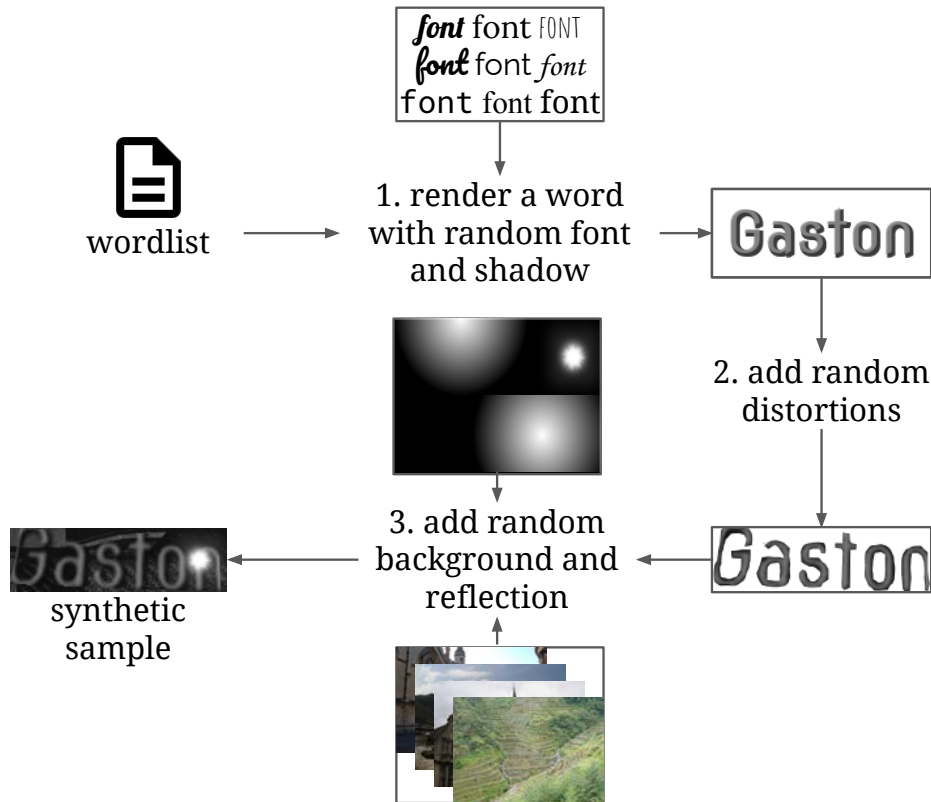 font font FONT
font font font
font font font
wordlist
1. render a word
with random font
and shadow
Gaston
2. add random
distortions
Gaston
3. add random
background and
reflection
Gaston
synthetic
sample